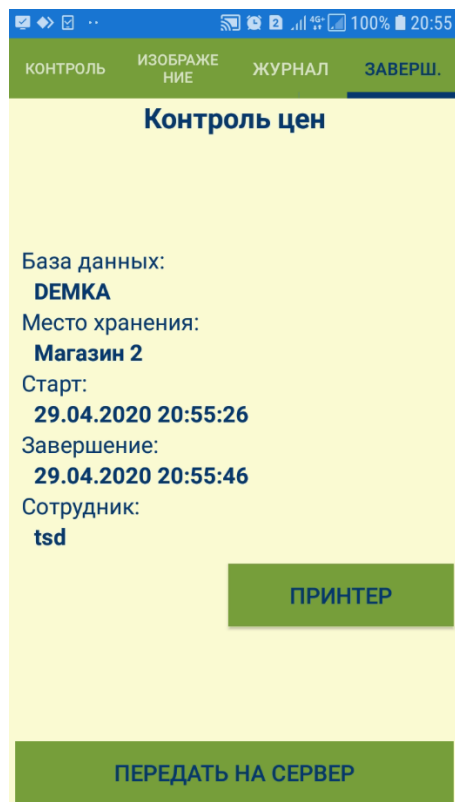 4G+ 100% 20:55
КОНТРОЛЬ
ИЗОБРАЖЕ
НИЕ
ЖУРНАЛ
ЗАВЕРШ.
Контроль цен
База данных:
DEMKA
Место хранения:
Магазин 2
Старт:
29.04.2020 20:55:26
Завершение:
29.04.2020 20:55:46
Сотрудник:
tsd
ПРИНТЕР
ПЕРЕДАТЬ НА СЕРВЕР